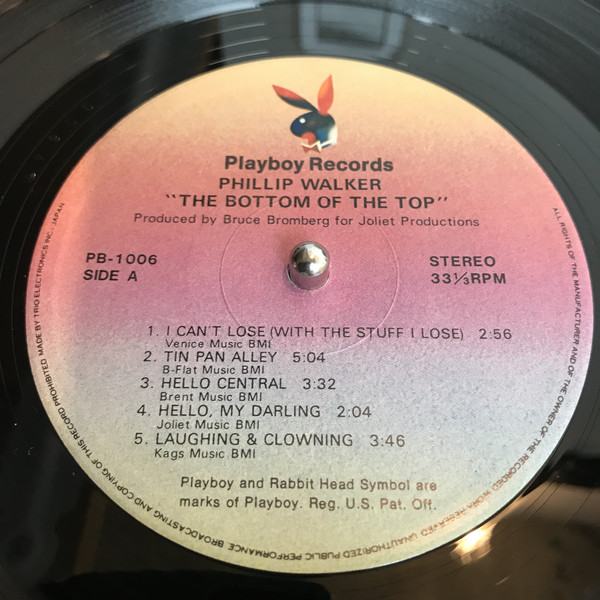 Playboy Records
PHILLIP WALKER
"THE BOTTOM OF THE TOP"
Produced by Bruce Bromberg for Joliet Productions
PB-1006
SIDE A
STEREO
33⅓RPM
1. I CAN'T LOSE (WITH THE STUFF I LOSE) 2:56
Venice Music BMI
2. TIN PAN ALLEY 5:04
B-Flat Music BMI
3. HELLO CENTRAL 3:32
Brent Music BMI
4. HELLO, MY DARLING 2:04
Joliet Music BMI
5. LAUGHING & CLOWNING 3:46
Kags Music BMI
Playboy and Rabbit Head Symbol are
marks of Playboy. Reg. U.S. Pat. Off.
ALL RIGHTS OF THE MANUFACTURER AND OF THE OWNER OF THE RECORDED WORK RESERVED UNAUTHORIZED PUBLIC PERFORMANCE BROADCASTING AND COPYING OF THIS RECORD PROHIBITED MADE BY TRIO ELECTRONICS INC. JAPAN